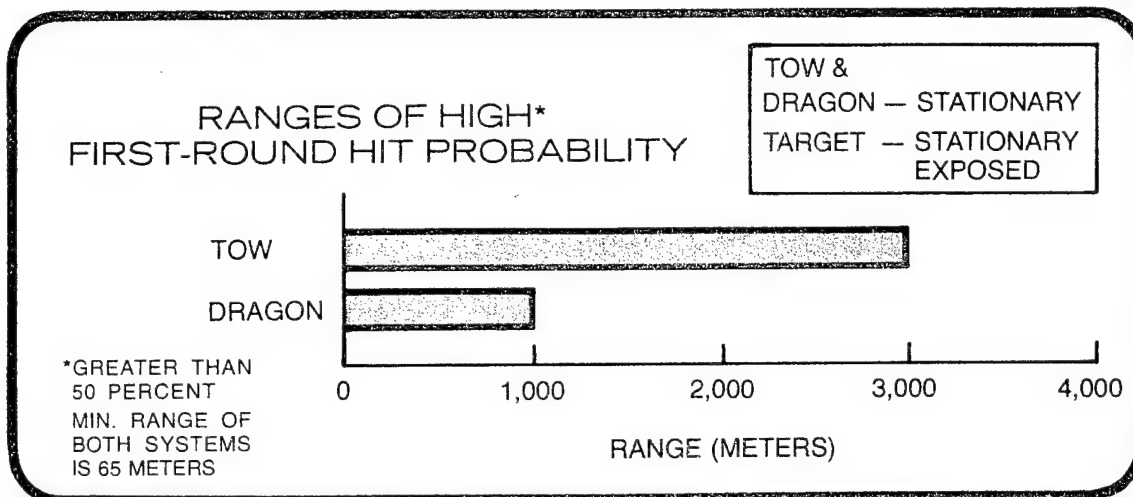 TOW &
DRAGON — STATIONARY
TARGET — STATIONARY
EXPOSED
RANGES OF HIGH*
FIRST-ROUND HIT PROBABILITY
TOW
DRAGON
*GREATER THAN
50 PERCENT
MIN. RANGE OF
BOTH SYSTEMS
IS 65 METERS
0 1,000 2,000 3,000 4,000
RANGE (METERS)